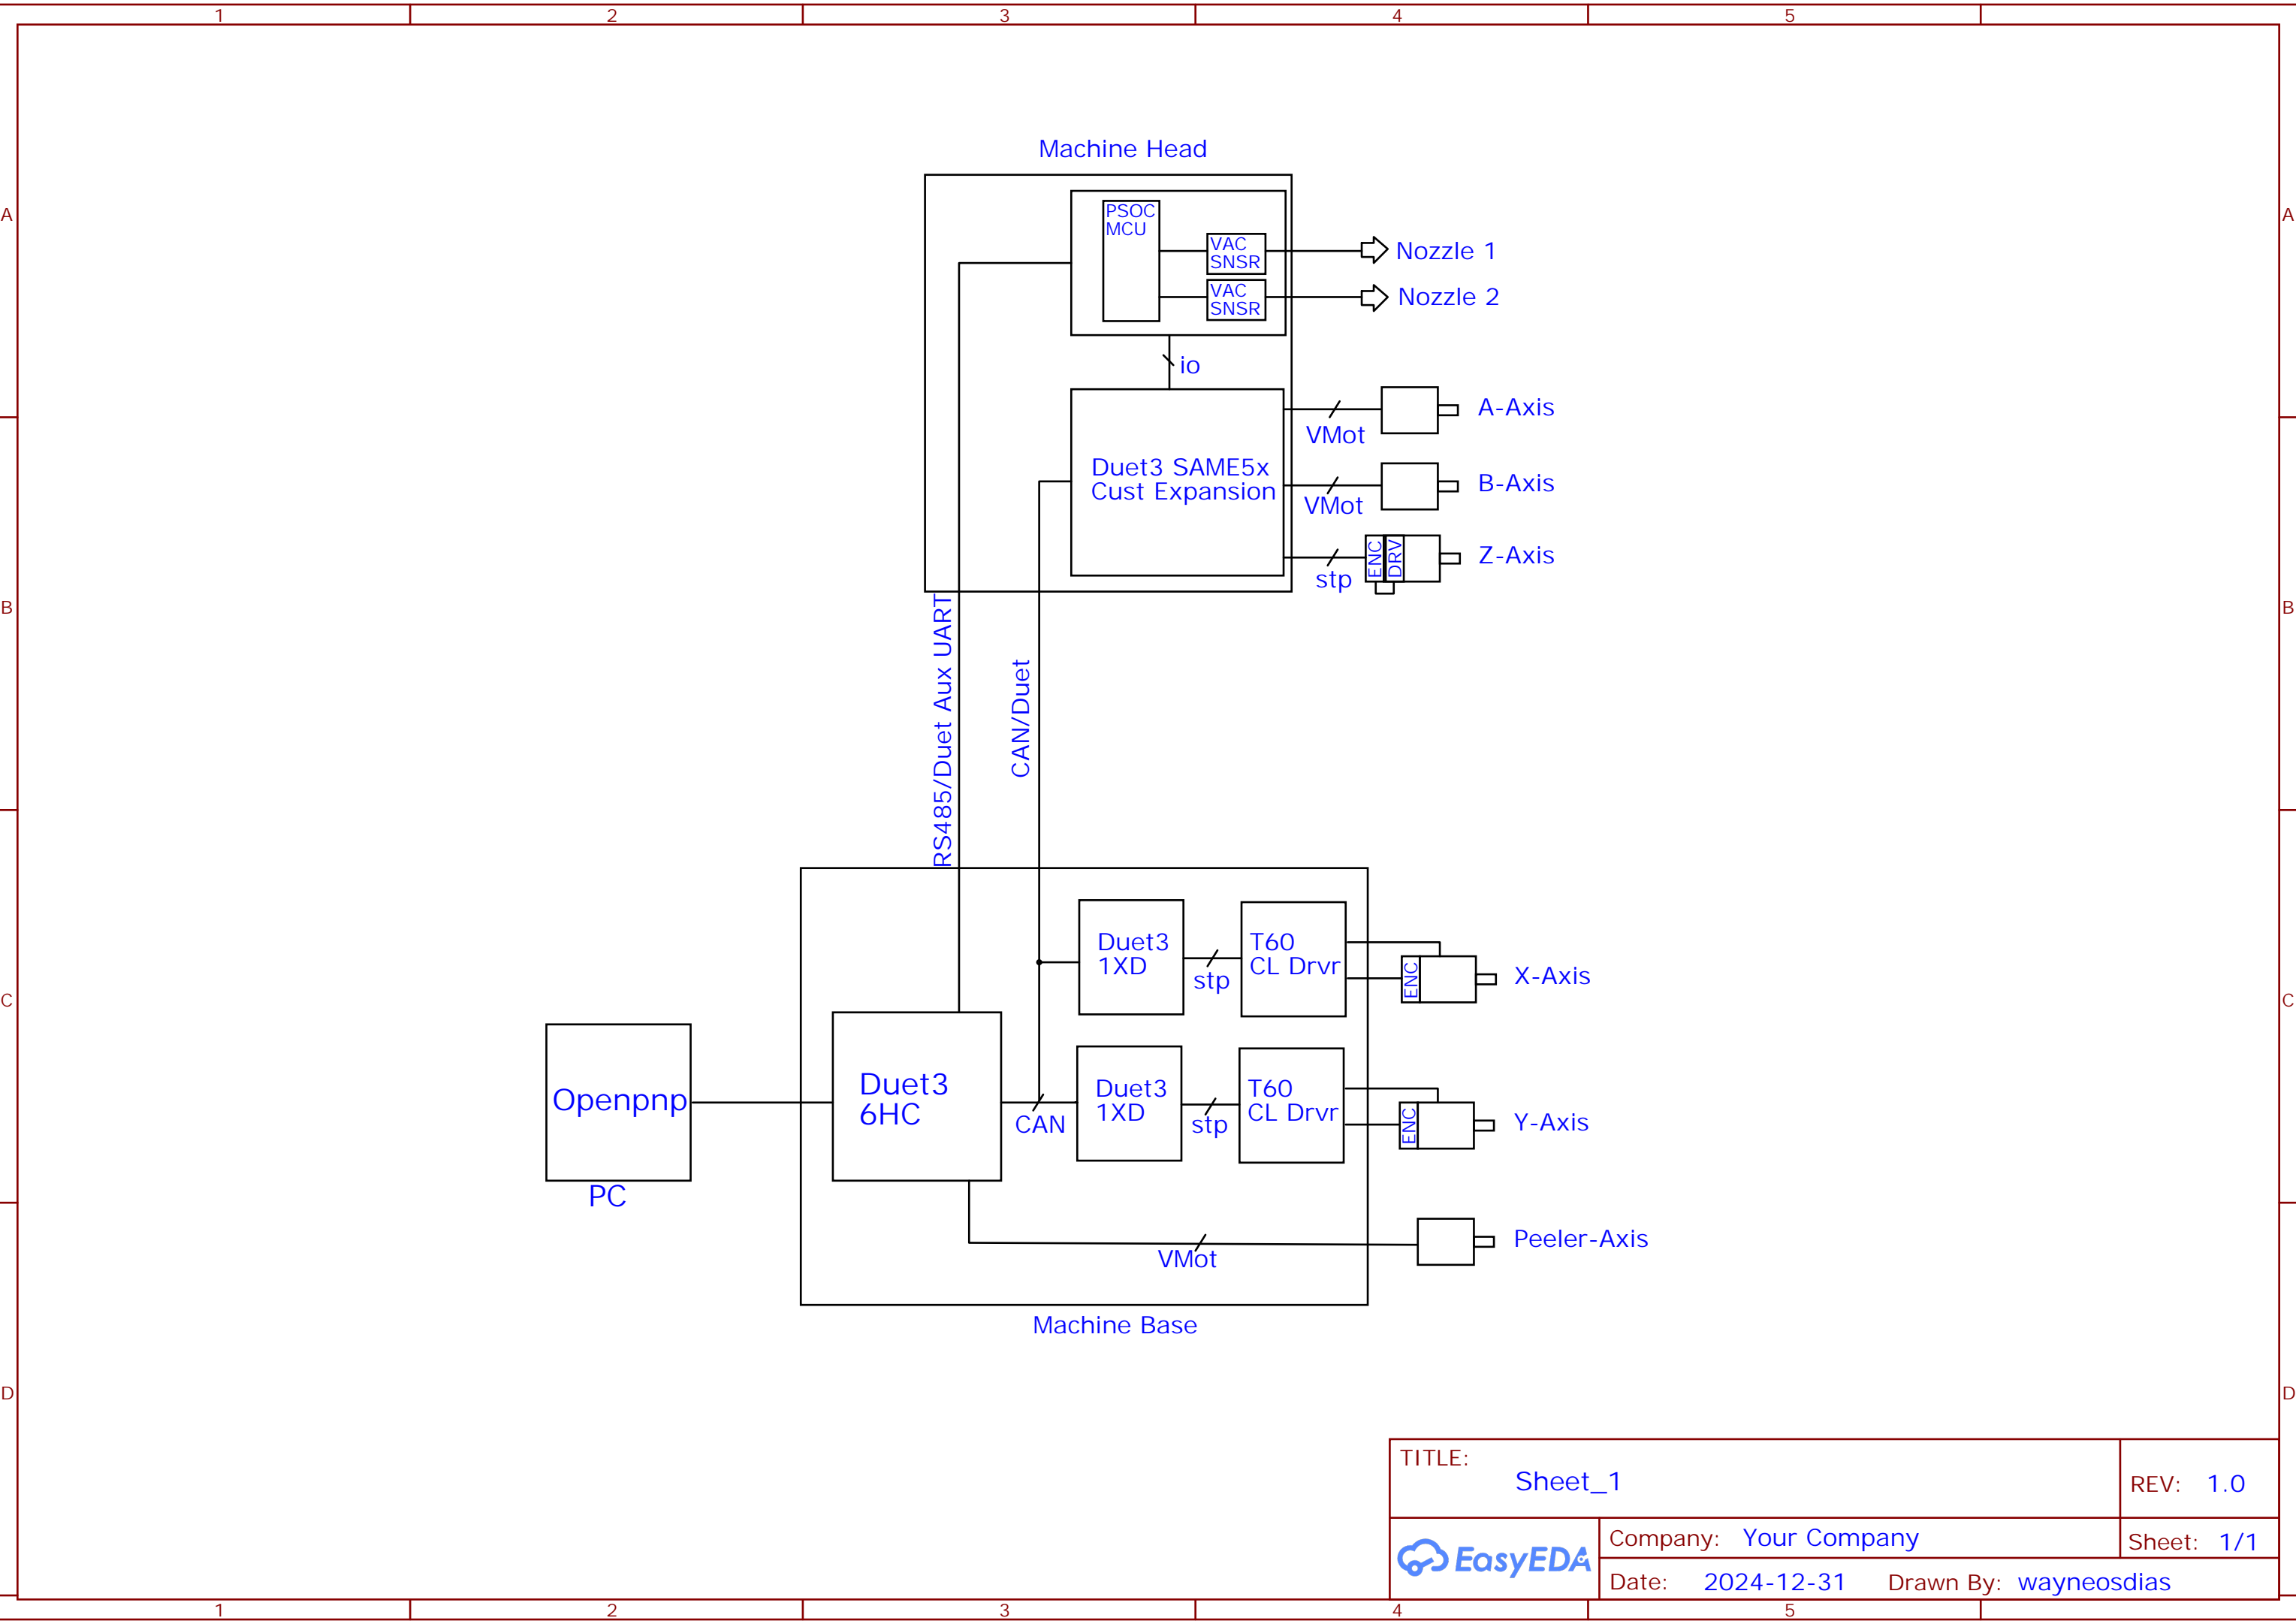 1 2 3 4 5
A A
B B
C C
D D
Machine Head
PSOC
MCU
VAC
SNSR
Nozzle 1
VAC
SNSR
Nozzle 2
io
A-Axis
VMot
Duet3 SAME5x
Cust Expansion
B-Axis
VMot
ENC
DRV
Z-Axis
stp
RS485/Duet Aux UART
CAN/Duet
Duet3
1XD
stp
T60
CL Drvr
ENC
X-Axis
Openpnp
PC
Duet3
6HC
CAN
Duet3
1XD
stp
T60
CL Drvr
ENC
Y-Axis
VMot
Peeler-Axis
Machine Base
TITLE:
Sheet_1
REV: 1.0
EasyEDA
Company: Your Company
Sheet: 1/1
Date: 2024-12-31 Drawn By: wayneosdias
1 2 3 4 5